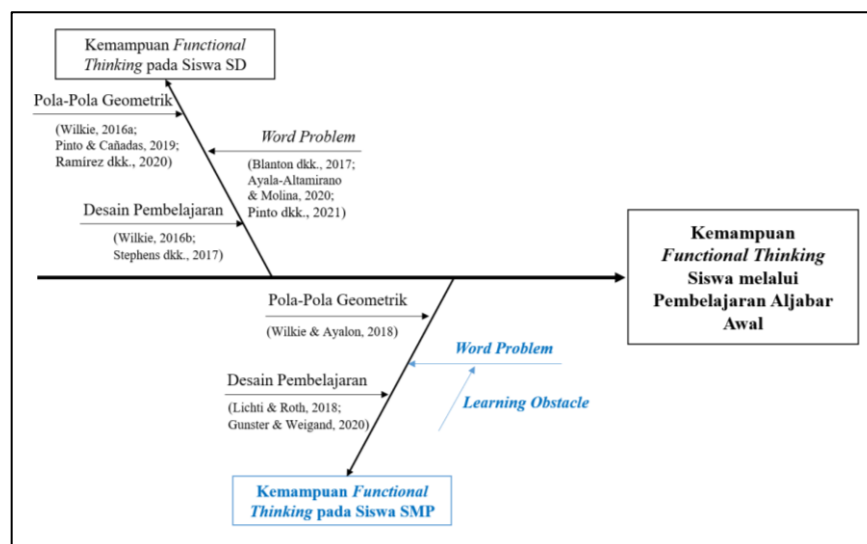 Kemampuan Functional
Thinking pada Siswa SD
Pola-Pola Geometrik
(Wilkie, 2016a;
Pinto & Cañadas, 2019;
Ramírez dkk., 2020)
Word Problem
(Blanton dkk., 2017;
Ayala-Altamirano
& Molina, 2020;
Pinto dkk., 2021)
Desain Pembelajaran
(Wilkie, 2016b;
Stephens dkk., 2017)
Kemampuan
Functional Thinking
Siswa melalui
Pembelajaran Aljabar
Awal
Pola-Pola Geometrik
(Wilkie & Ayalon, 2018)
Word Problem
Desain Pembelajaran
(Lichti & Roth, 2018;
Gunster & Weigand, 2020)
Learning Obstacle
Kemampuan Functional
Thinking pada Siswa SMP